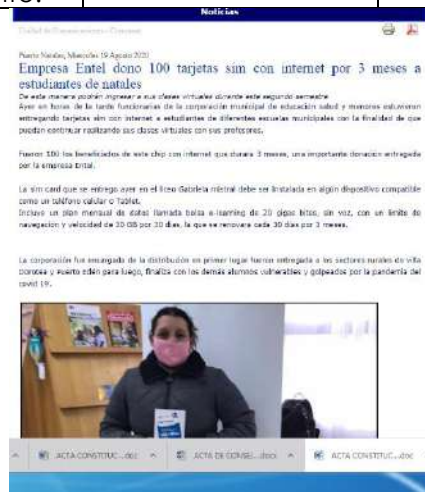 Noticias
Puerto Natales, Miercoles 19 Agosto 2020
Empresa Entel dono 100 tarjetas sim con internet por 3 meses a
estudiantes de natales
De esta manera podrán ingresar a sus clases virtuales durante este segundo semestre
Ayer en horas de la tarde funcionarias de la corporación municipal de educación salud y menores estuvieron
entregando tarjetas sim con internet a estudiantes de diferentes escuelas municipales con la finalidad de que
puedan continuar realizando sus clases virtuales con sus profesores.
Fueron 100 los beneficiados de este chip con internet que durara 3 meses, una importante donación entregada
por la empresa Entel.
La sim card que se entrego ayer en el liceo Gabriela mistral debe ser instalada en algún dispositivo compatible
como un teléfono celular o Tablet.
Incluye un plan mensual de datos llamada bolsa e-learning de 20 gigas bites, sin voz, con un limite de
navegación y velocidad de 20 GB por 30 dias, la que se renovara cada 30 dias por 3 meses.
La corporación fue encargada de la distribución en primer lugar fueron entregada a los sectores rurales de villa
Dorotea y Puerto Edén para luego, finaliza con los demás alumnos vulnerables y golpeados por la pandemia del
covid 19.
ACTA CONSTITUC....doc
ACTA DE CONSEJ....docx
ACTA CONSTITUC....doc